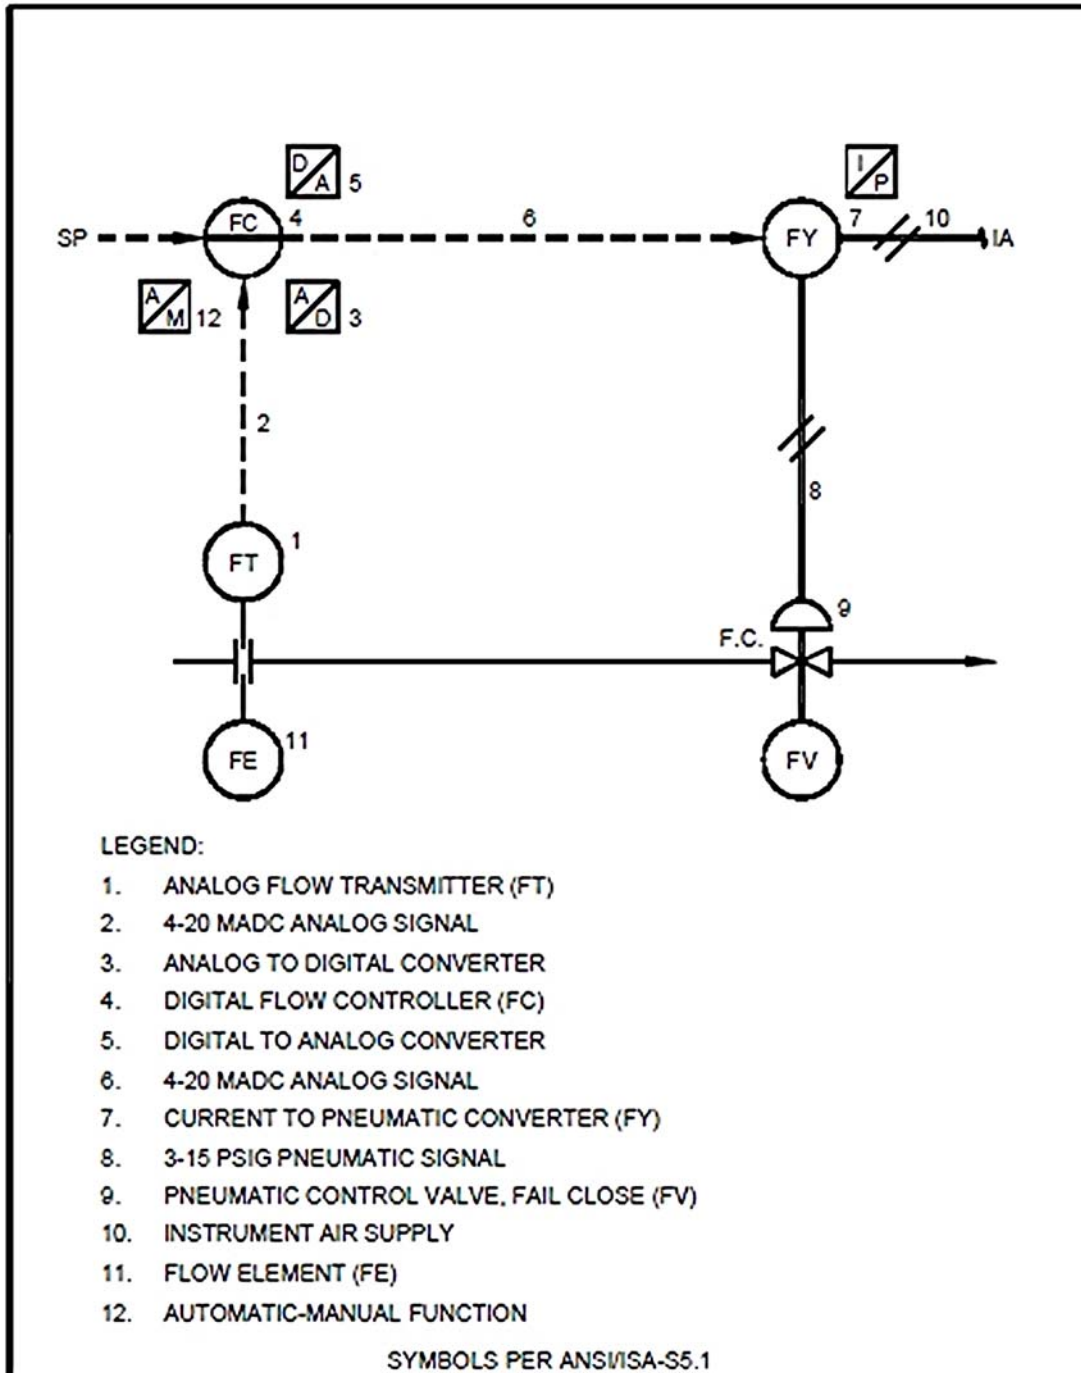 D A 5
I P
SP FC 4 6 FY 7 10 IA
A M 12 A D 3
2
8
FT 1
9
F.C.
FE 11 FV
LEGEND:
1. ANALOG FLOW TRANSMITTER (FT)
2. 4-20 MADC ANALOG SIGNAL
3. ANALOG TO DIGITAL CONVERTER
4. DIGITAL FLOW CONTROLLER (FC)
5. DIGITAL TO ANALOG CONVERTER
6. 4-20 MADC ANALOG SIGNAL
7. CURRENT TO PNEUMATIC CONVERTER (FY)
8. 3-15 PSIG PNEUMATIC SIGNAL
9. PNEUMATIC CONTROL VALVE, FAIL CLOSE (FV)
10. INSTRUMENT AIR SUPPLY
11. FLOW ELEMENT (FE)
12. AUTOMATIC-MANUAL FUNCTION
SYMBOLS PER ANSI/ISA-S5.1